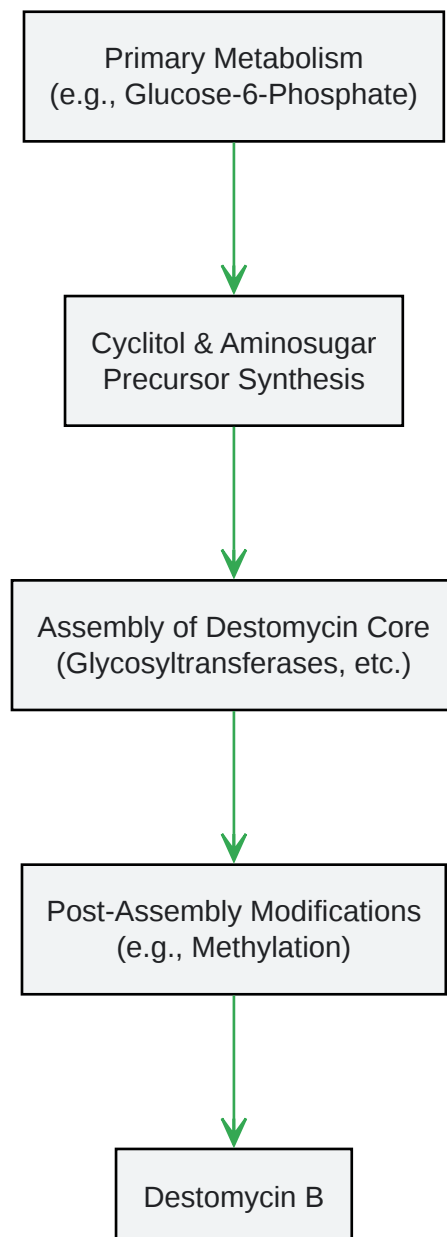 Primary Metabolism
(e.g., Glucose-6-Phosphate)
Cyclitol & Aminosugar
Precursor Synthesis
Assembly of Destomycin Core
(Glycosyltransferases, etc.)
Post-Assembly Modifications
(e.g., Methylation)
Destomycin B